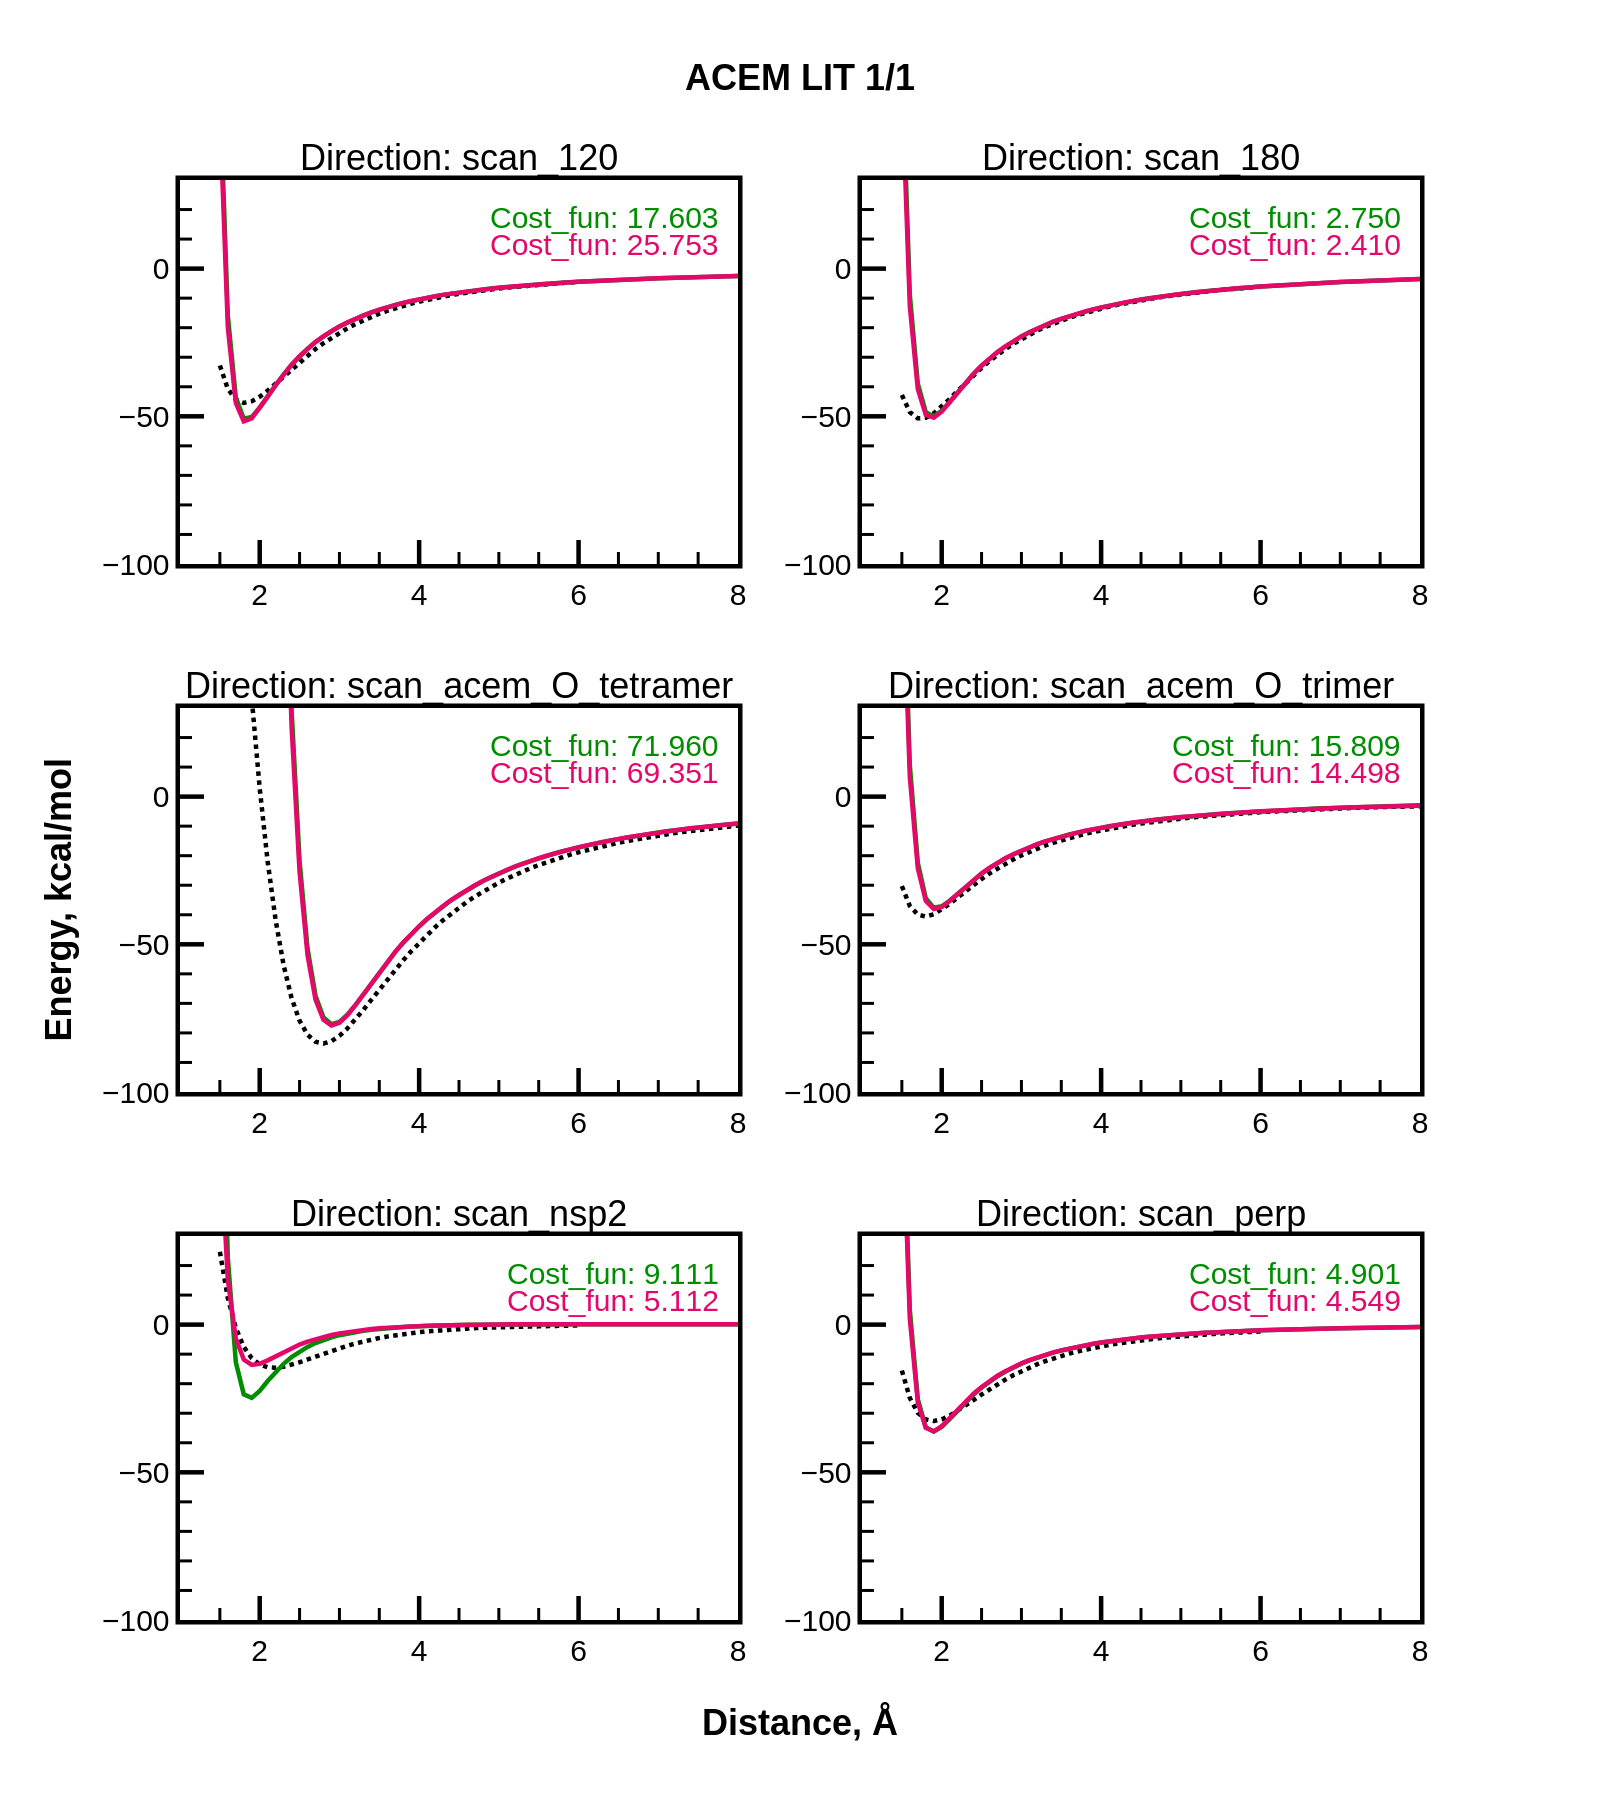 ACEM LIT 1/1
Direction: scan_120
Cost_fun: 17.603
Cost_fun: 25.753
0
−50
−100
2 4 6 8
Direction: scan_180
Cost_fun: 2.750
Cost_fun: 2.410
0
−50
−100
2 4 6 8
Energy, kcal/mol
Direction: scan_acem_O_tetramer
Cost_fun: 71.960
Cost_fun: 69.351
0
−50
−100
2 4 6 8
Direction: scan_acem_O_trimer
Cost_fun: 15.809
Cost_fun: 14.498
0
−50
−100
2 4 6 8
Direction: scan_nsp2
Cost_fun: 9.111
Cost_fun: 5.112
0
−50
−100
2 4 6 8
Direction: scan_perp
Cost_fun: 4.901
Cost_fun: 4.549
0
−50
−100
2 4 6 8
Distance, Å